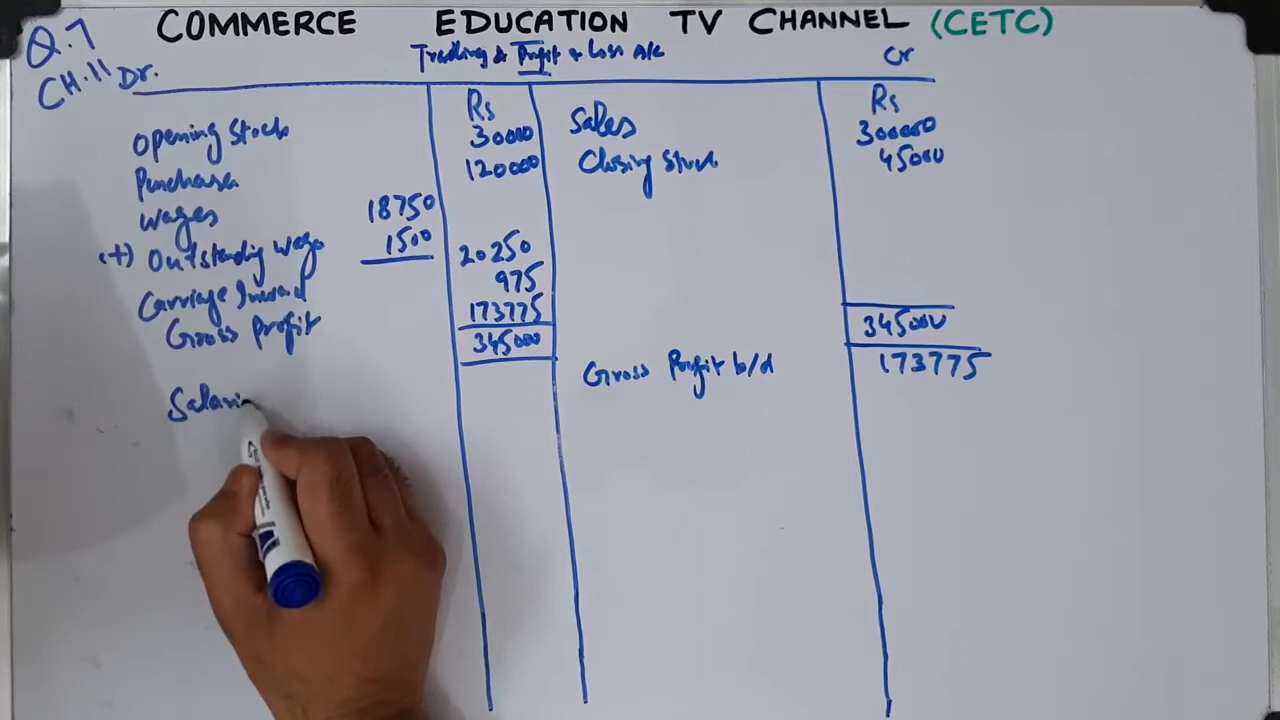 COMMERCE EDUCATION TV CHANNEL (CETC)
Q.7
CH.11
Trading & Profit & Loss A/c
Dr.
Cr
Rs
Rs
Opening Stock 30000 Sales 300000
Purchases 120000 Closing Stock 45000
Wages 18750
(+) Outstanding wages 1500 20250
Carriage Inward 975
Gross Profit 173775
345000 345000
Gross Profit b/d 173775
Salari